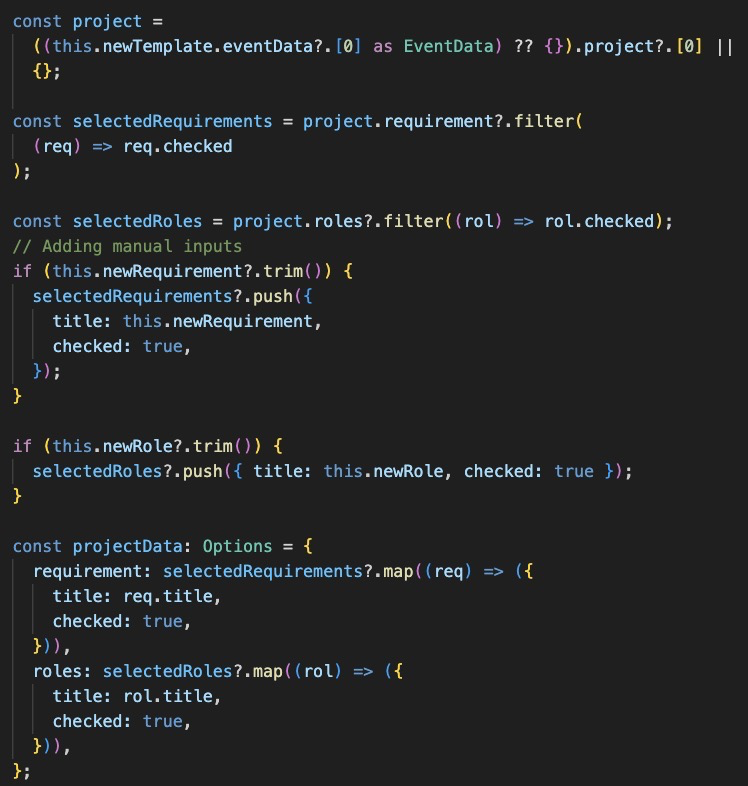 const project =
  ((this.newTemplate.eventData?.[0] as EventData) ?? {}).project?.[0] ||
  {};

const selectedRequirements = project.requirement?.filter(
  (req) => req.checked
);

const selectedRoles = project.roles?.filter((rol) => rol.checked);
// Adding manual inputs
if (this.newRequirement?.trim()) {
  selectedRequirements?.push({
    title: this.newRequirement,
    checked: true,
  });
}

if (this.newRole?.trim()) {
  selectedRoles?.push({ title: this.newRole, checked: true });
}

const projectData: Options = {
  requirement: selectedRequirements?.map((req) => ({
    title: req.title,
    checked: true,
  })),
  roles: selectedRoles?.map((rol) => ({
    title: rol.title,
    checked: true,
  })),
};